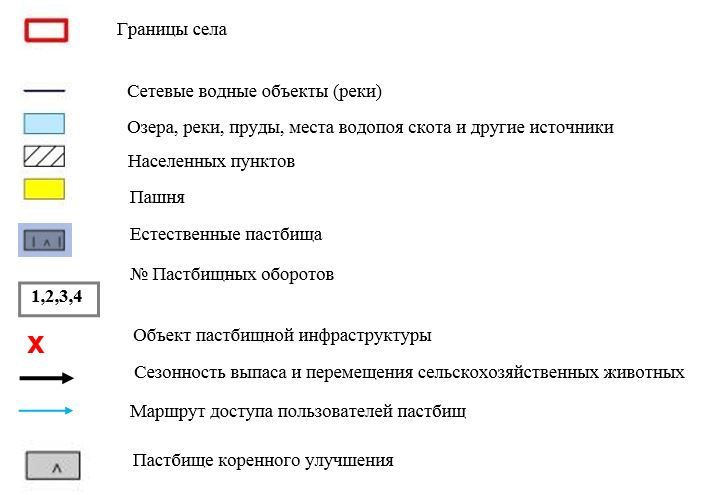 Границы села
Сетевые водные объекты (реки)
Озера, реки, пруды, места водопоя скота и другие источники
Населенных пунктов
Пашня
Естественные пастбища
№ Пастбищных оборотов
1,2,3,4
X Объект пастбищной инфраструктуры
Сезонность выпаса и перемещения сельскохозяйственных животных
Маршрут доступа пользователей пастбищ
Пастбище коренного улучшения